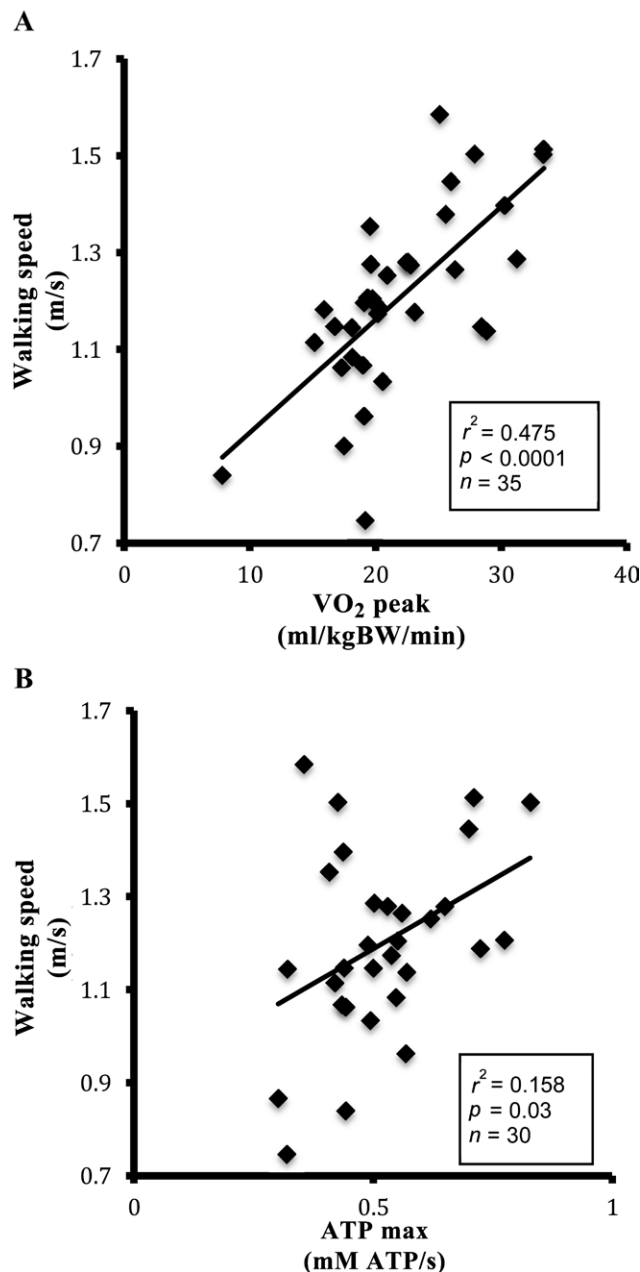 A
1.7
1.5
1.3
1.1
0.9
0.7
Walking speed
(m/s)
r² = 0.475
p < 0.0001
n = 35
0 10 20 30 40
VO₂ peak
(ml/kgBW/min)
B
1.7
1.5
1.3
1.1
0.9
0.7
Walking speed
(m/s)
r² = 0.158
p = 0.03
n = 30
0 0.5 1
ATP max
(mM ATP/s)